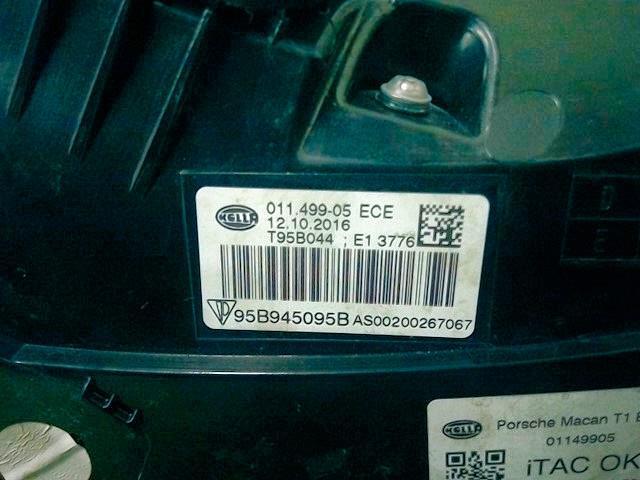 HELLA 011.499-05 ECE
12.10.2016
T95B044 ; E1 3776
95B945095B AS00200267067
D
E
HELLA Porsche Macan T1
01149905
iTAC OK